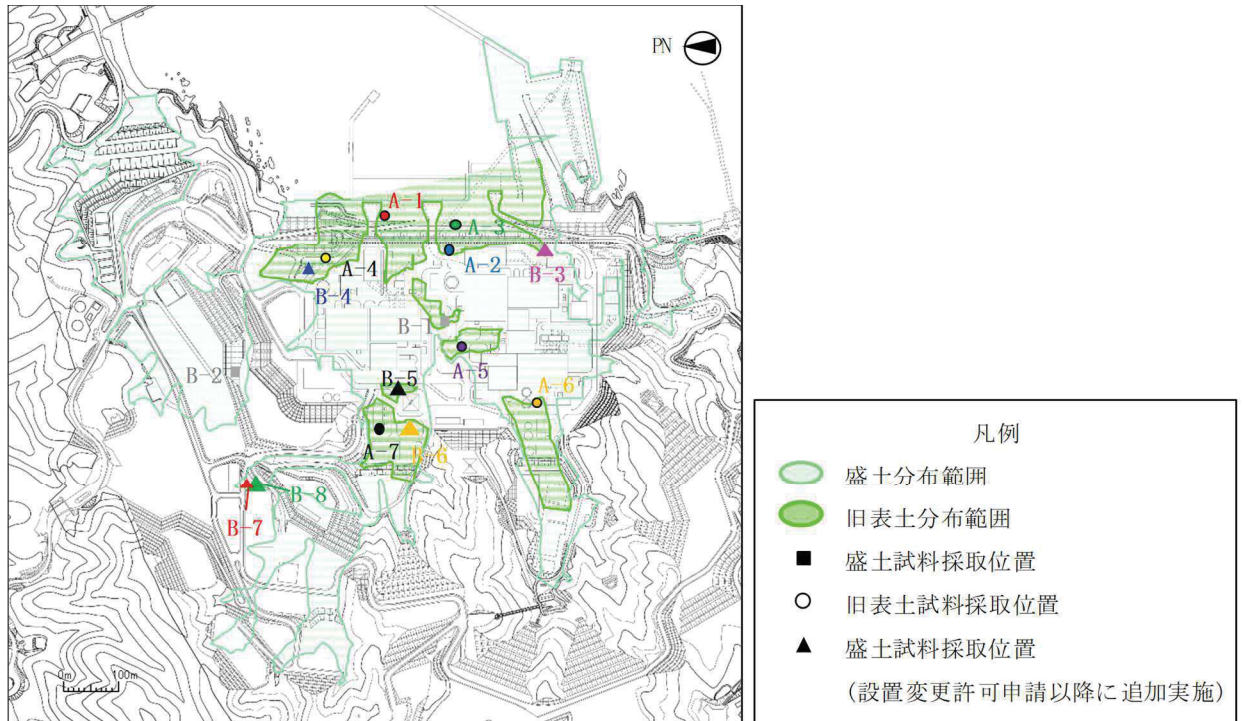 PN
A-1
A-3
A-4
A-2
B-3
B-4
B-1
A-5
B-2
B-5
A-6
A-7
B-6
B-8
B-7
0m 100m
凡例
盛土分布範囲
旧表土分布範囲
盛土試料採取位置
旧表土試料採取位置
盛土試料採取位置
(設置変更許可申請以降に追加実施)